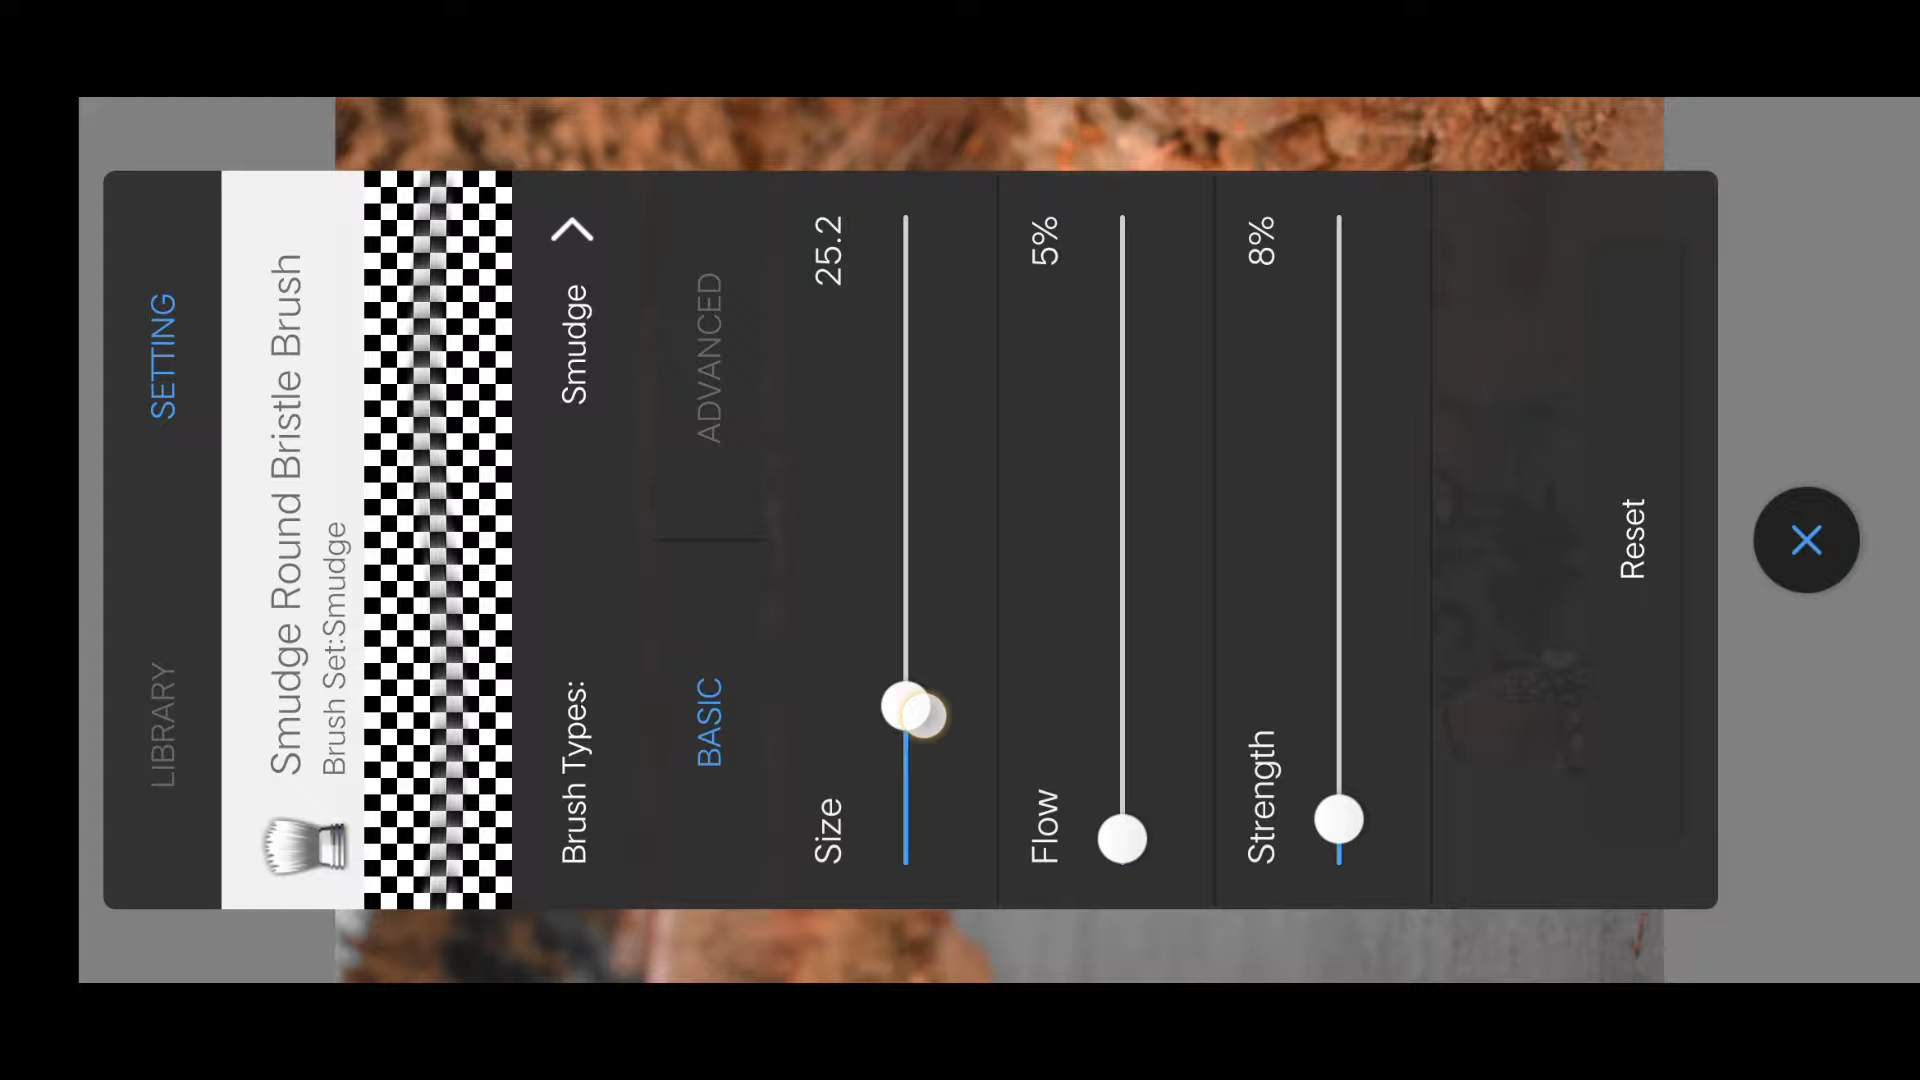 LIBRARY SETTING
Smudge Round Bristle Brush
Brush Set:Smudge
Brush Types: Smudge
BASIC ADVANCED
Size 25.2
Flow 5%
Strength 8%
Reset